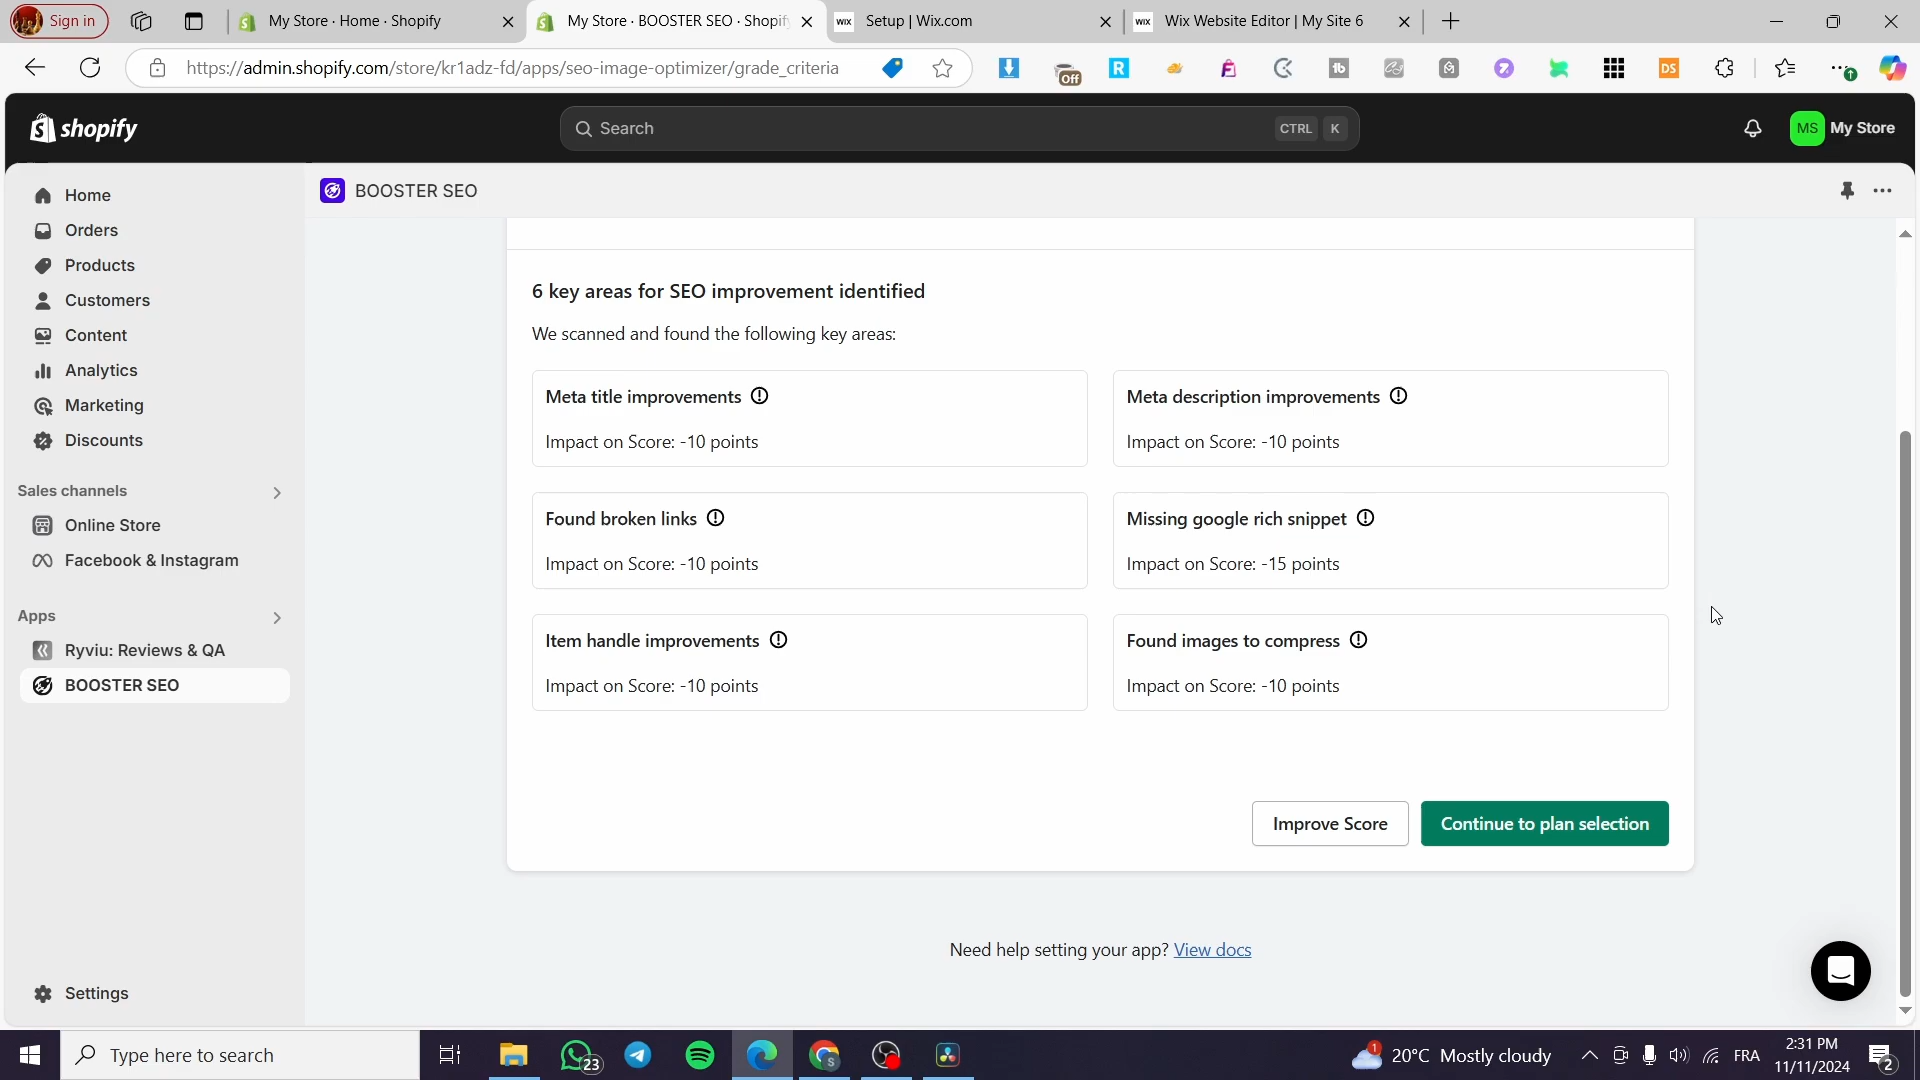 Sign in
My Store · Home · Shopify
My Store · BOOSTER SEO · Shopify
WIX
Setup | Wix.com
WIX
Wix Website Editor | My Site 6
https://admin.shopify.com/store/kr1adz-fd/apps/seo-image-optimizer/grade_criteria
Off
R
tb
DS
shopify
Search
CTRL K
MS
My Store
Home
Orders
Products
Customers
Content
Analytics
Marketing
Discounts
Sales channels
Online Store
Facebook & Instagram
Apps
Ryviu: Reviews & QA
BOOSTER SEO
Settings
BOOSTER SEO
6 key areas for SEO improvement identified
We scanned and found the following key areas:
Meta title improvements
Impact on Score: -10 points
Meta description improvements
Impact on Score: -10 points
Found broken links
Impact on Score: -10 points
Missing google rich snippet
Impact on Score: -15 points
Item handle improvements
Impact on Score: -10 points
Found images to compress
Impact on Score: -10 points
Improve Score
Continue to plan selection
Need help setting your app? View docs
Type here to search
23
S
1
20°C Mostly cloudy
FRA
2:31 PM
11/11/2024
2